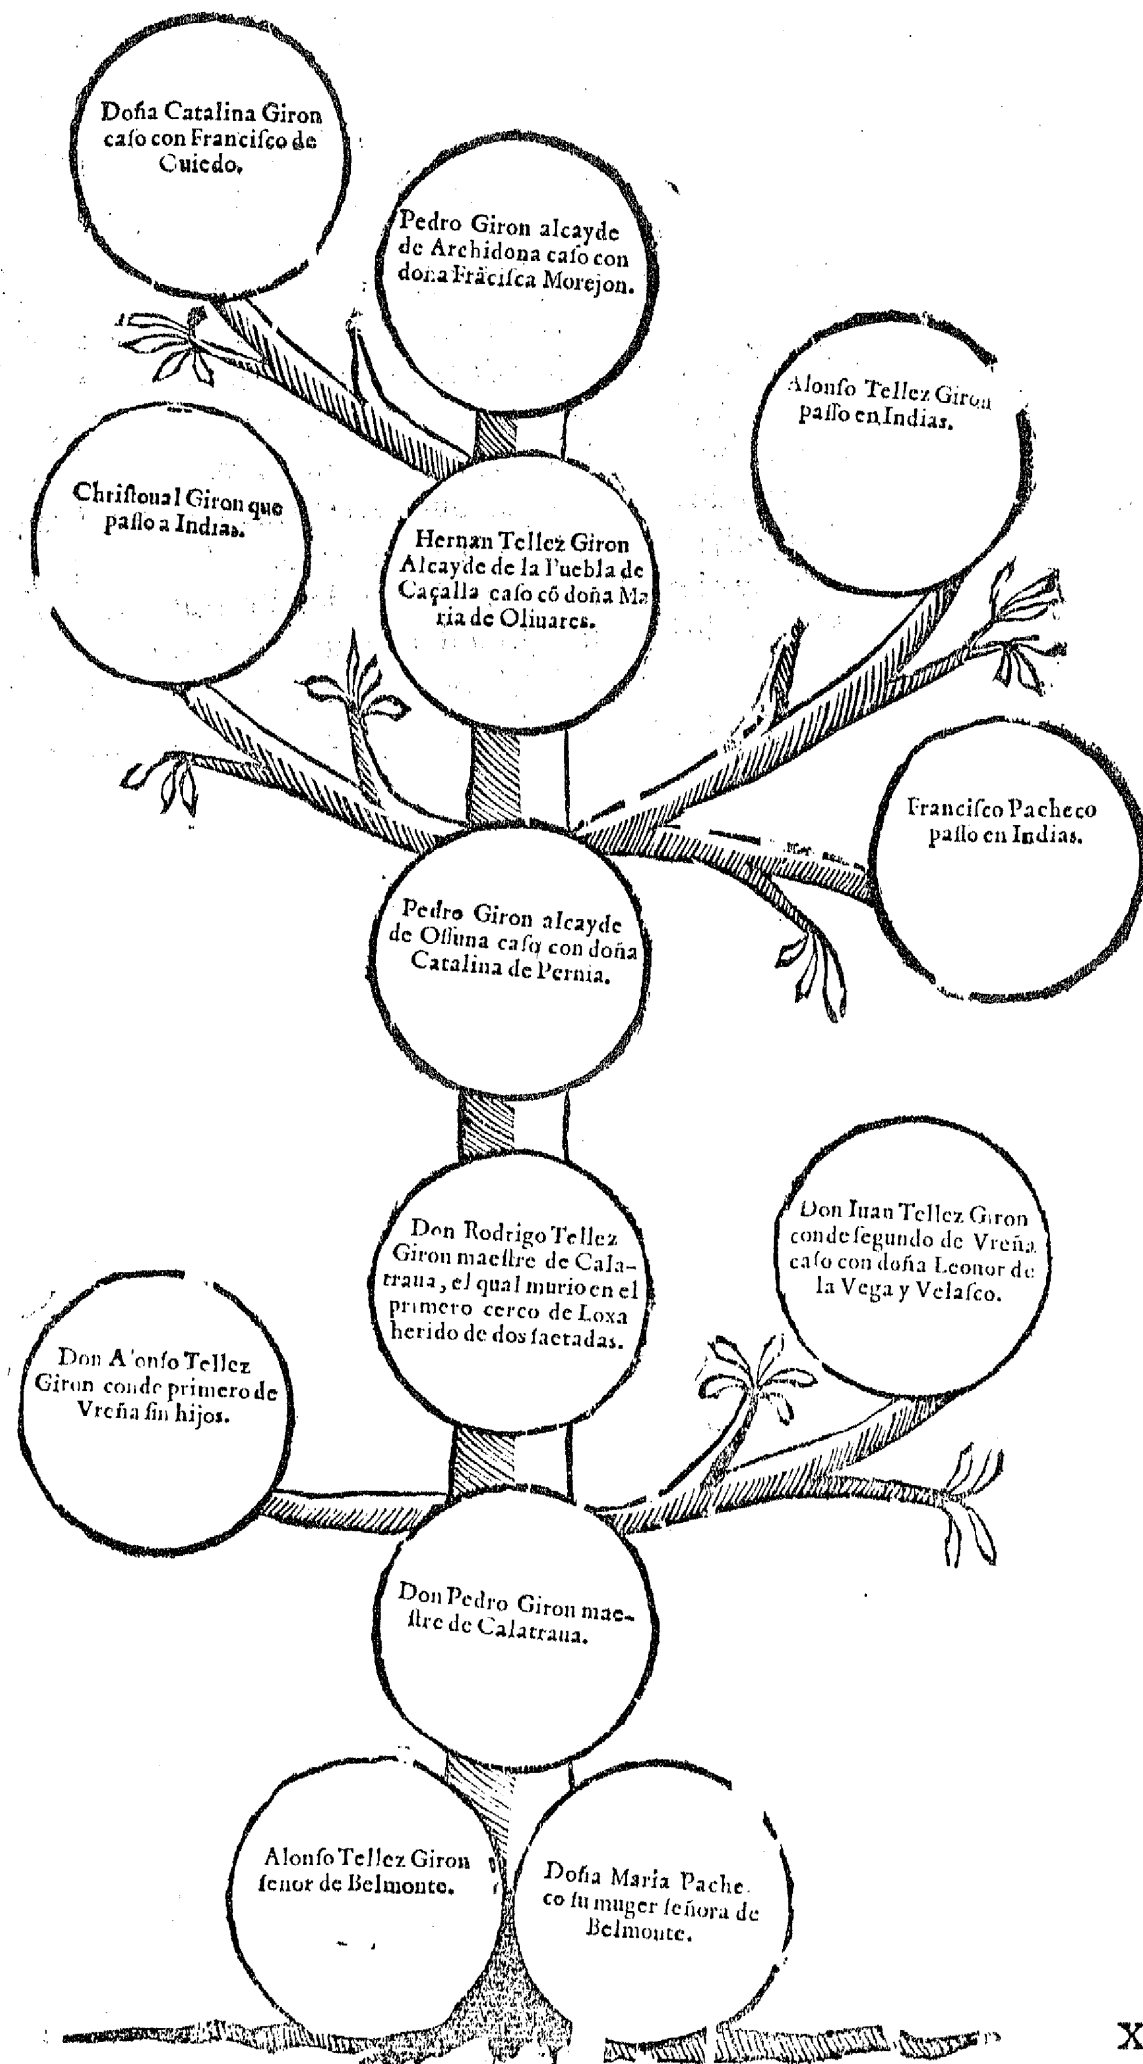 Doña Catalina Giron
caſo con Franciſco de
Ouiedo.
Pedro Giron alcayde
de Archidona caſo con
doña Frãciſca Morejon.
Alonſo Tellez Giron
paſſo en Indias.
Chriſtoual Giron que
paſſo a Indias.
Hernan Tellez Giron
Alcayde de la Puebla de
Caçalla caſo cõ doña Ma
ria de Oliuares.
Franciſco Pacheco
paſſo en Indias.
Pedro Giron alcayde
de Oſſuna caſo con doña
Catalina de Pernia.
Don Rodrigo Tellez
Giron maeſtre de Cala-
traua, el qual murio en el
primero cerco de Loxa
herido de dos ſaetadas.
Don Iuan Tellez Giron
conde ſegundo de Vreña
caſo con doña Leonor de
la Vega y Velaſco.
Don Alonſo Tellez
Giron conde primero de
Vreña ſin hijos.
Don Pedro Giron mae-
ſtre de Calatraua.
Alonſo Tellez Giron
ſenor de Belmonte.
Doña Maria Pache-
co ſu muger ſeñora de
Belmonte.
X